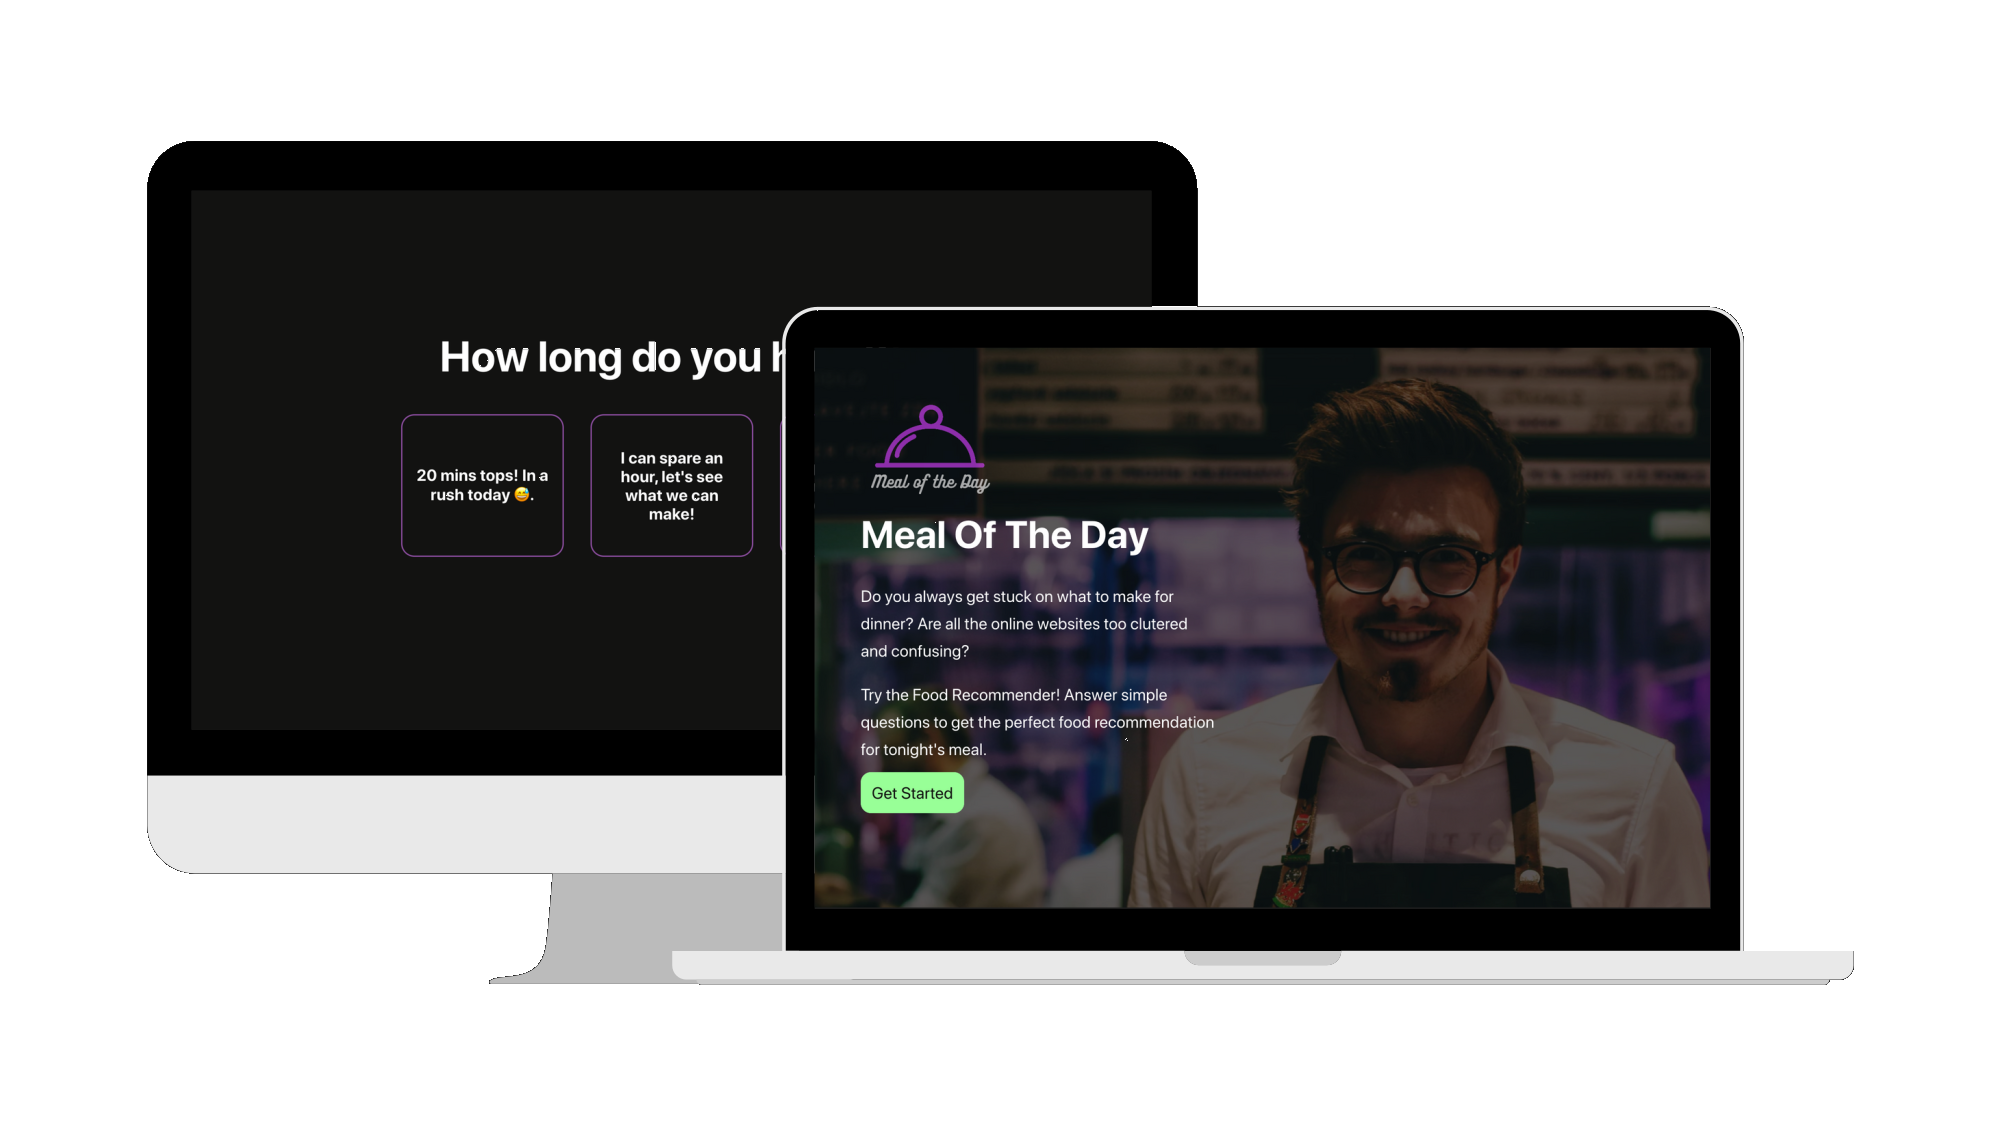 How long do you h
20 mins tops! In a
rush today 😅.
I can spare an
hour, let's see
what we can
make!
Meal of the Day
Meal Of The Day
Do you always get stuck on what to make for
dinner? Are all the online websites too clutered
and confusing?
Try the Food Recommender! Answer simple
questions to get the perfect food recommendation
for tonight's meal.
Get Started